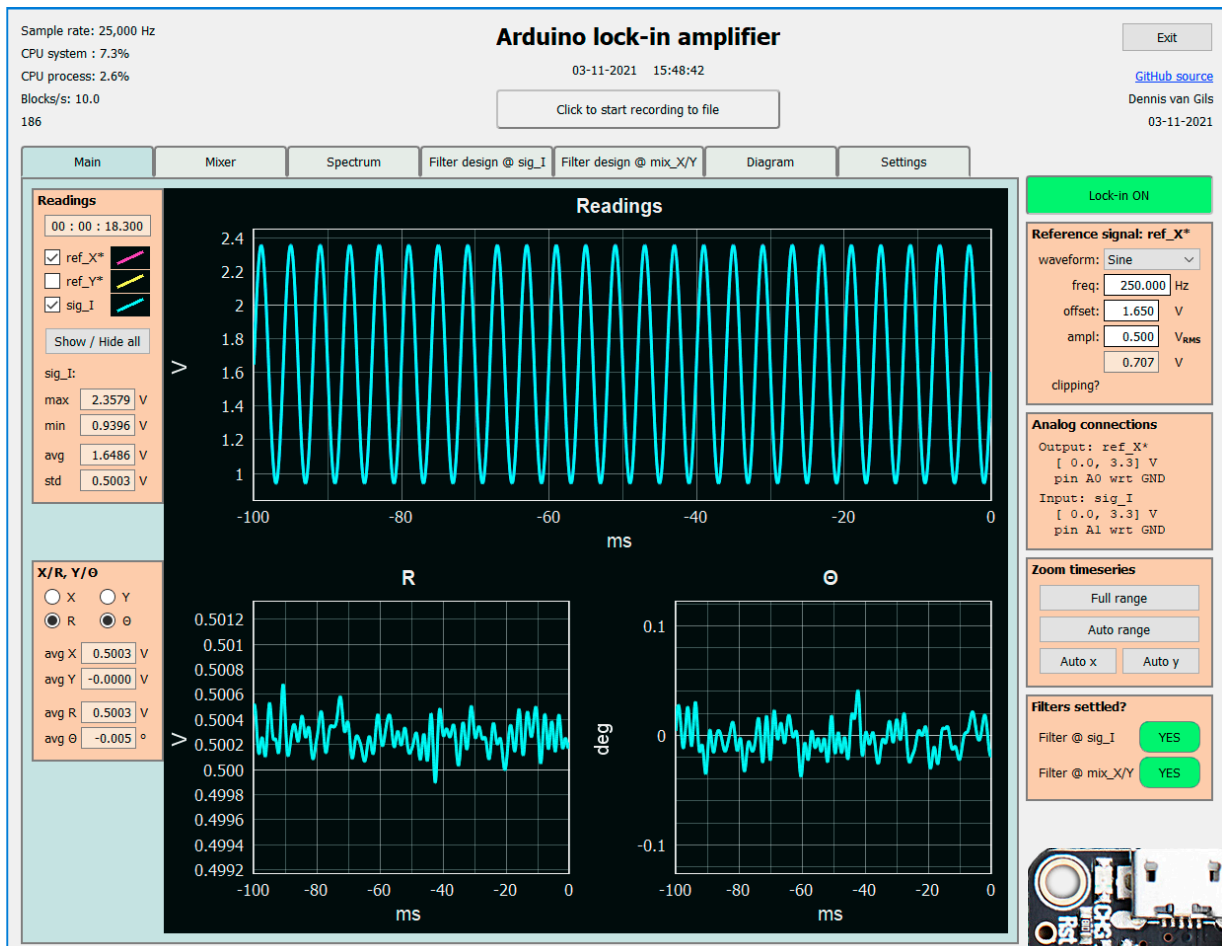 Sample rate: 25,000 Hz
CPU system : 7.3%
CPU process: 2.6%
Blocks/s: 10.0
186
Arduino lock-in amplifier
03-11-2021 15:48:42
Click to start recording to file
Exit
GitHub source
Dennis van Gils
03-11-2021
Main Mixer Spectrum Filter design @ sig_I Filter design @ mix_X/Y Diagram Settings
Readings
00 : 00 : 18.300
ref_X*
ref_Y*
sig_I
Show / Hide all
sig_I:
max 2.3579 V
min 0.9396 V
avg 1.6486 V
std 0.5003 V
X/R, Y/Θ
X Y
R Θ
avg X 0.5003 V
avg Y -0.0000 V
avg R 0.5003 V
avg Θ -0.005 °
Readings
V
2.4
2.2
2
1.8
1.6
1.4
1.2
1
-100 -80 -60 -40 -20 0
ms
R
V
0.5012
0.501
0.5008
0.5006
0.5004
0.5002
0.500
0.4998
0.4996
0.4994
0.4992
-100 -80 -60 -40 -20 0
ms
Θ
deg
0.1
0
-0.1
-100 -80 -60 -40 -20 0
ms
Lock-in ON
Reference signal: ref_X*
waveform: Sine
freq: 250.000 Hz
offset: 1.650 V
ampl: 0.500 VRMS
0.707 V
clipping?
Analog connections
Output: ref_X*
[ 0.0, 3.3] V
pin A0 wrt GND
Input: sig_I
[ 0.0, 3.3] V
pin A1 wrt GND
Zoom timeseries
Full range
Auto range
Auto x Auto y
Filters settled?
Filter @ sig_I YES
Filter @ mix_X/Y YES